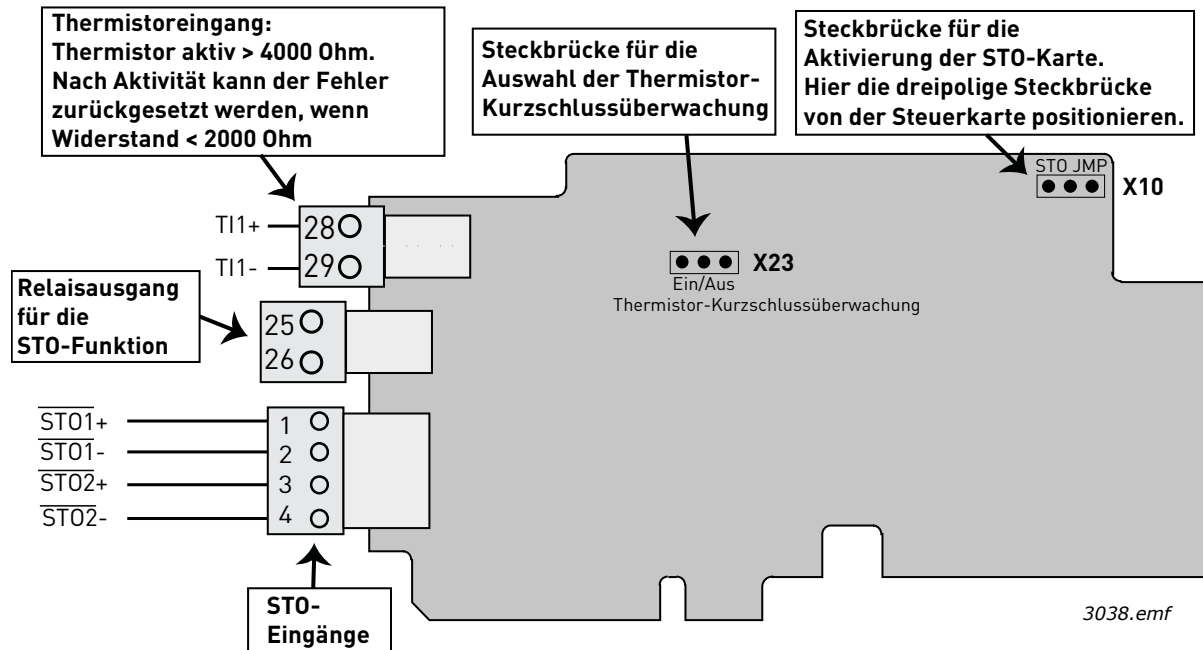 Thermistoreingang:
Thermistor aktiv > 4000 Ohm.
Nach Aktivität kann der Fehler
zurückgesetzt werden, wenn
Widerstand < 2000 Ohm
Steckbrücke für die
Auswahl der Thermistor-
Kurzschlussüberwachung
Steckbrücke für die
Aktivierung der STO-Karte.
Hier die dreipolige Steckbrücke
von der Steuerkarte positionieren.
STO JMP
X10
TI1+
28
TI1-
29
X23
Ein/Aus
Thermistor-Kurzschlussüberwachung
Relaisausgang
für die
STO-Funktion
25
26
STO1+
1
STO1-
2
STO2+
3
STO2-
4
STO-
Eingänge
3038.emf